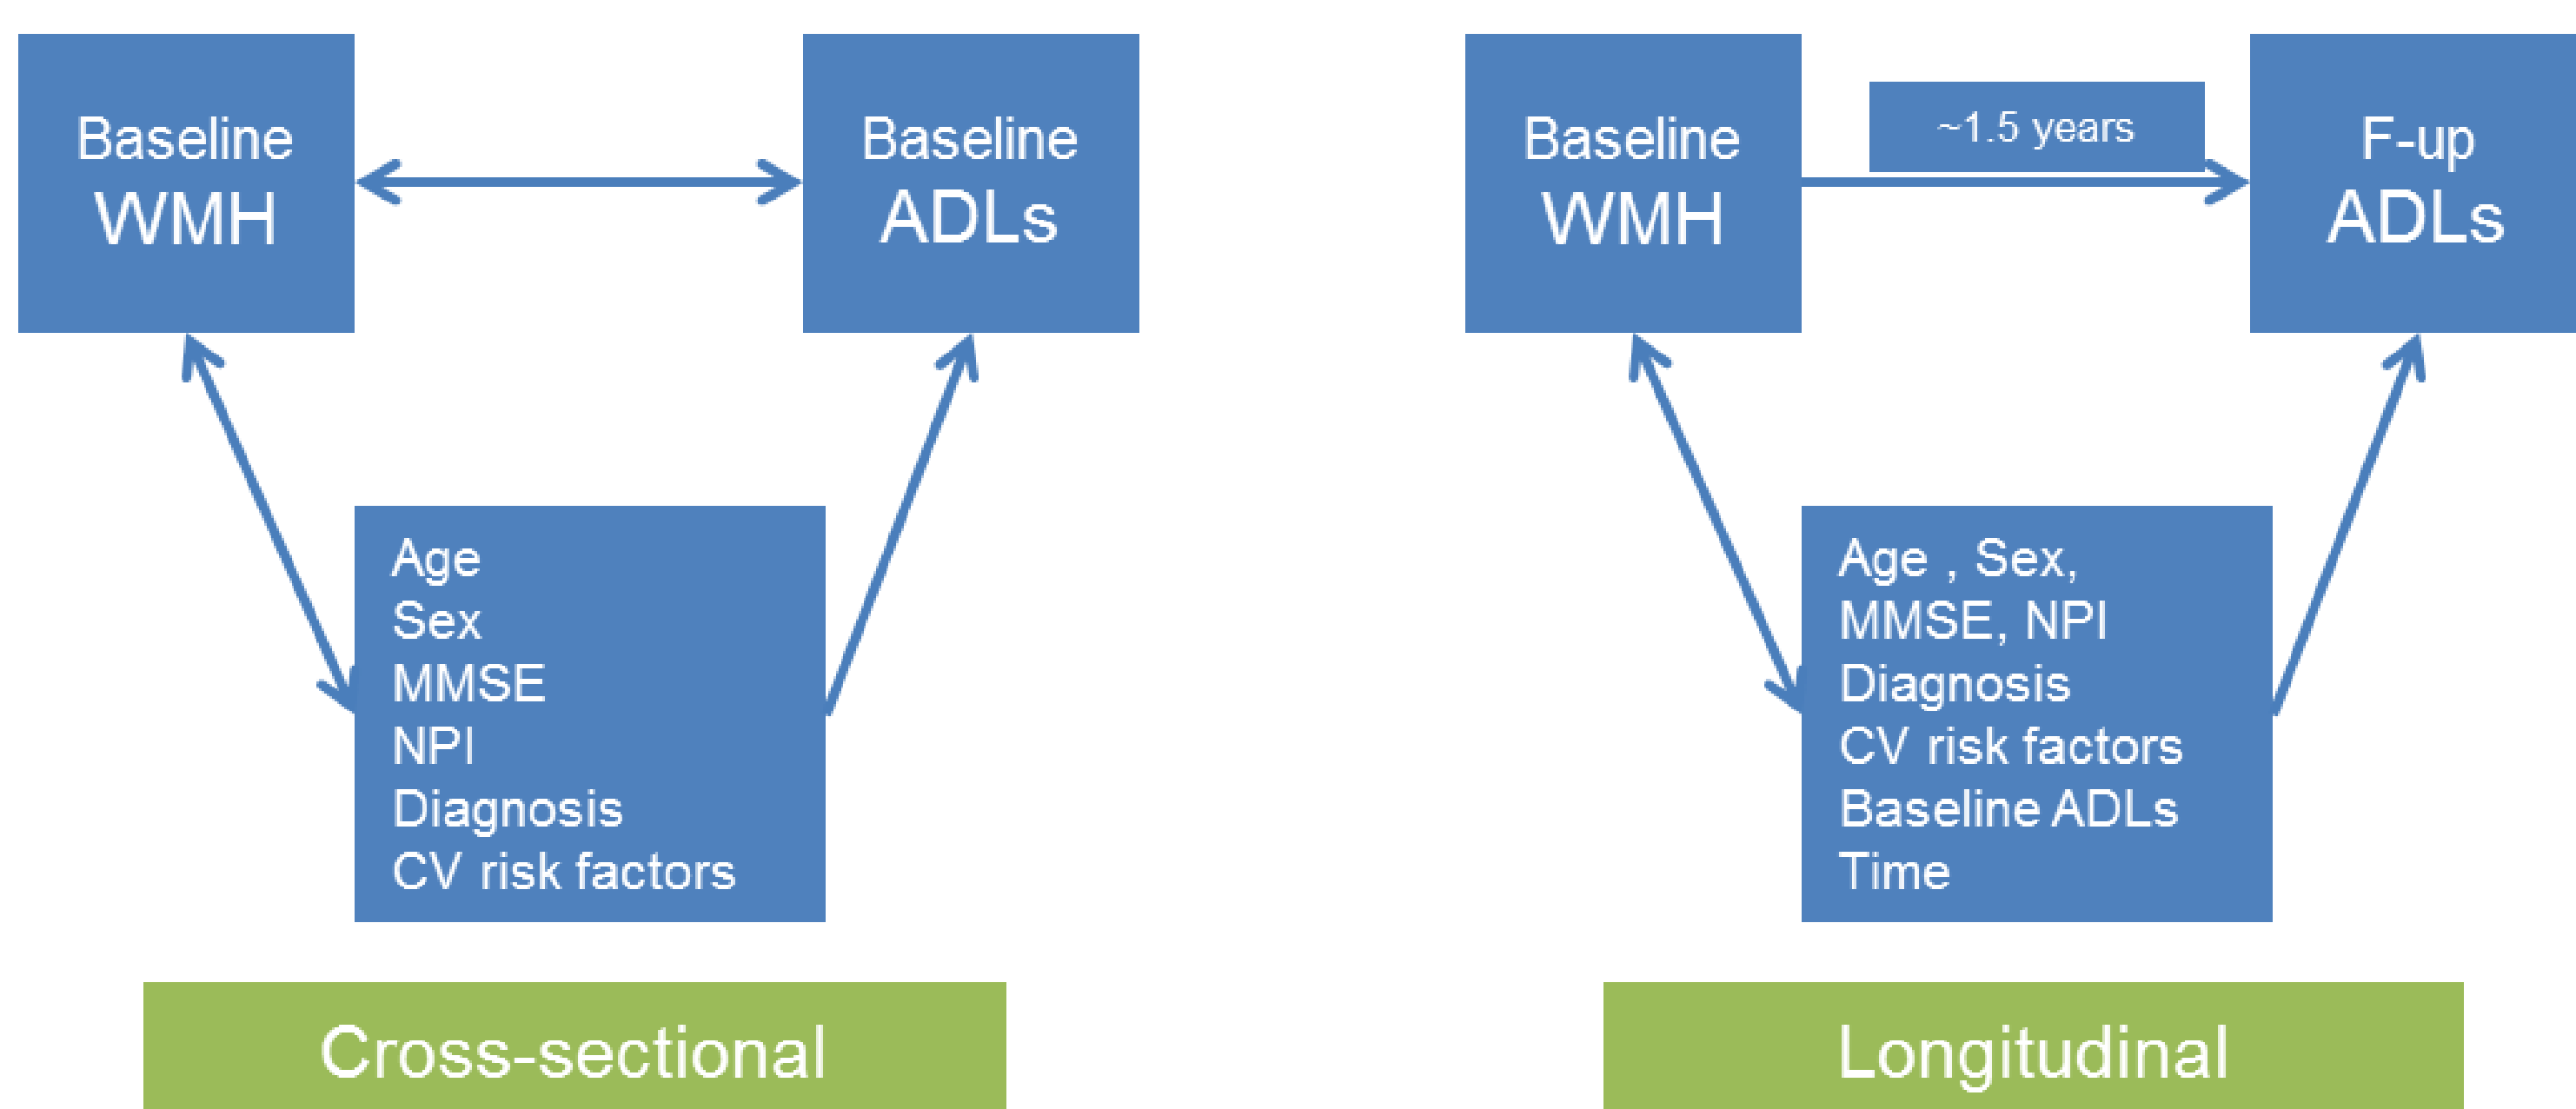 Baseline
WMH
Baseline
ADLs
Age
Sex
MMSE
NPI
Diagnosis
CV risk factors
Cross-sectional
Baseline
WMH
~1.5 years
F-up
ADLs
Age , Sex,
MMSE, NPI
Diagnosis
CV risk factors
Baseline ADLs
Time
Longitudinal